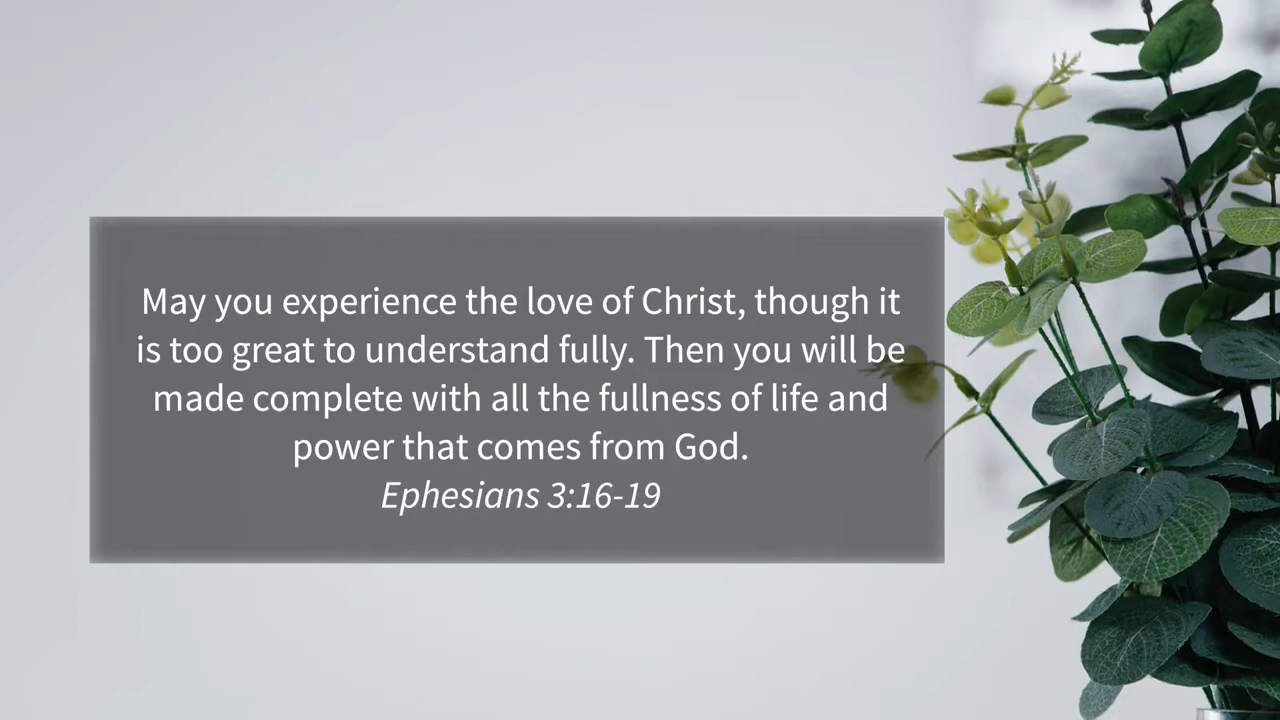 May you experience the love of Christ, though it
is too great to understand fully. Then you will be
made complete with all the fullness of life and
power that comes from God.
Ephesians 3:16-19